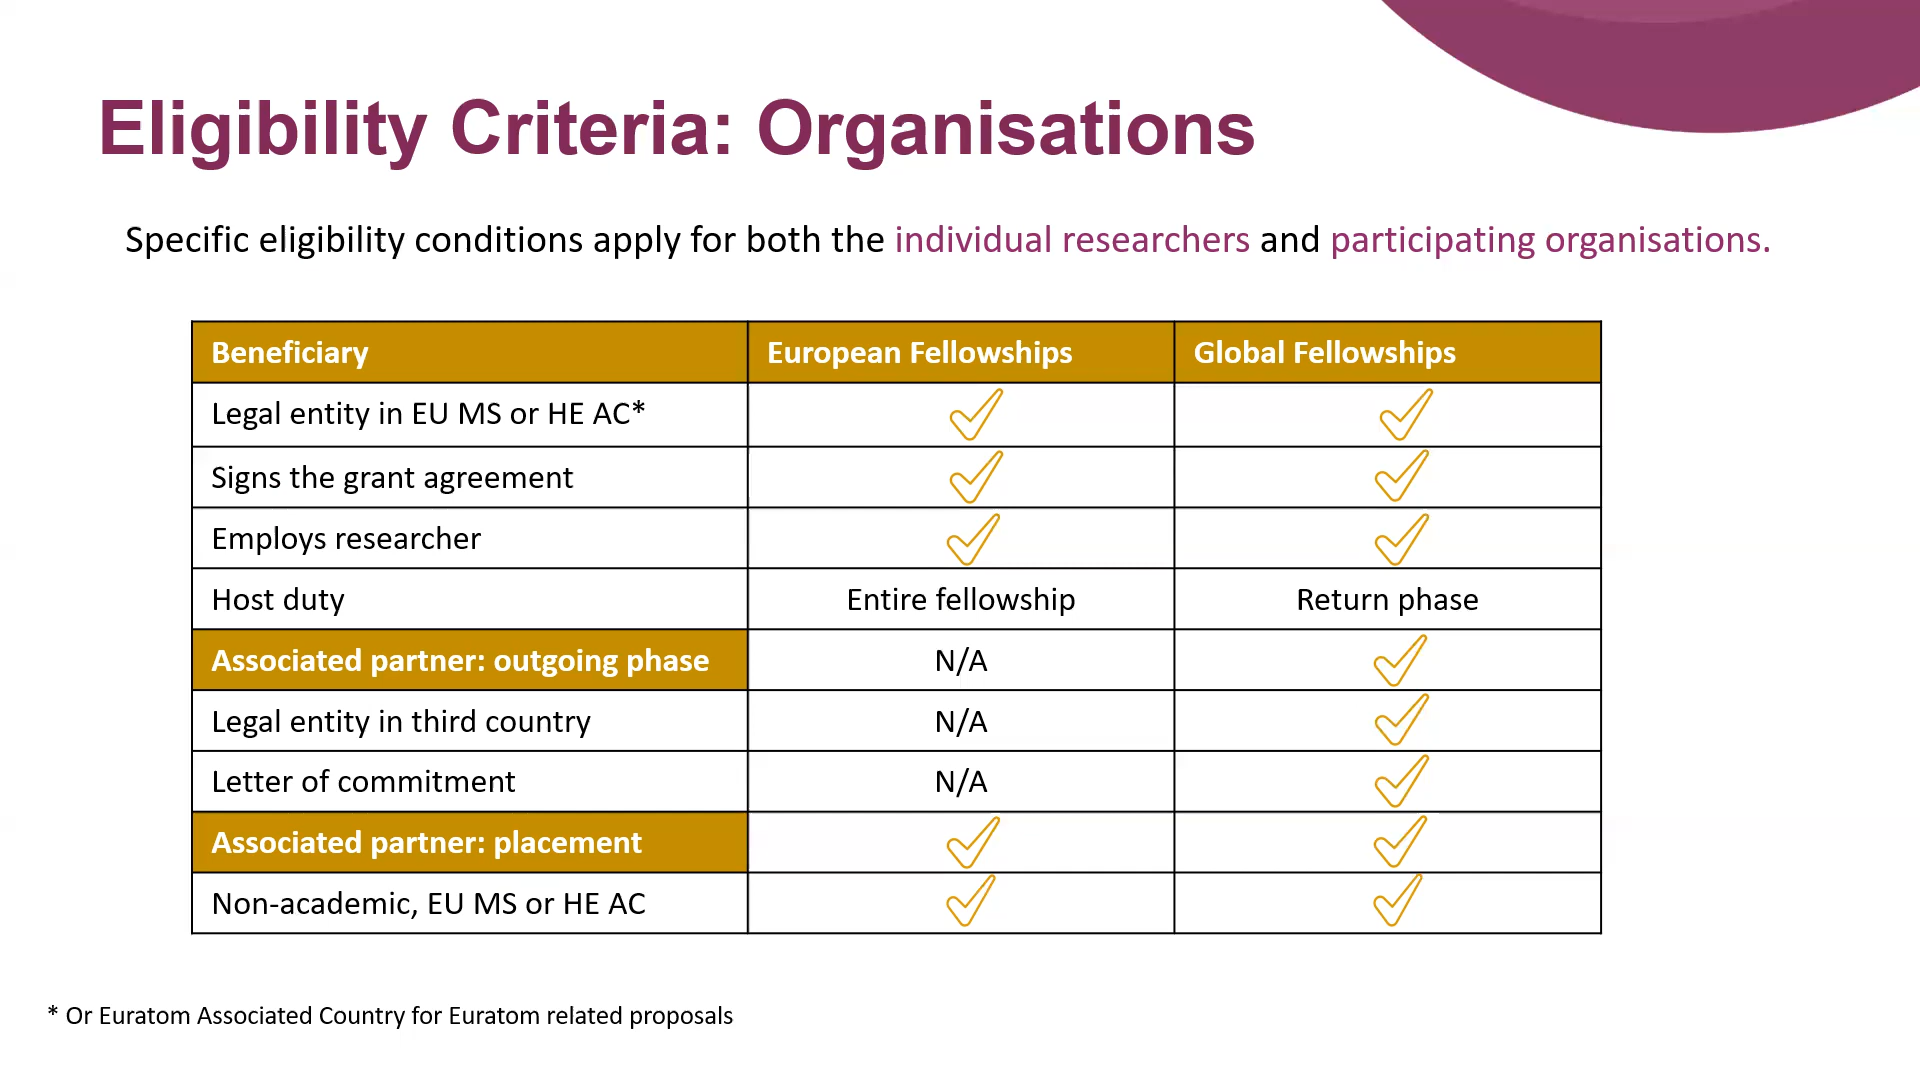 Eligibility Criteria: Organisations
Specific eligibility conditions apply for both the individual researchers and participating organisations.
Beneficiary European Fellowships Global Fellowships
Legal entity in EU MS or HE AC*
Signs the grant agreement
Employs researcher
Host duty Entire fellowship Return phase
Associated partner: outgoing phase N/A
Legal entity in third country N/A
Letter of commitment N/A
Associated partner: placement
Non-academic, EU MS or HE AC
* Or Euratom Associated Country for Euratom related proposals